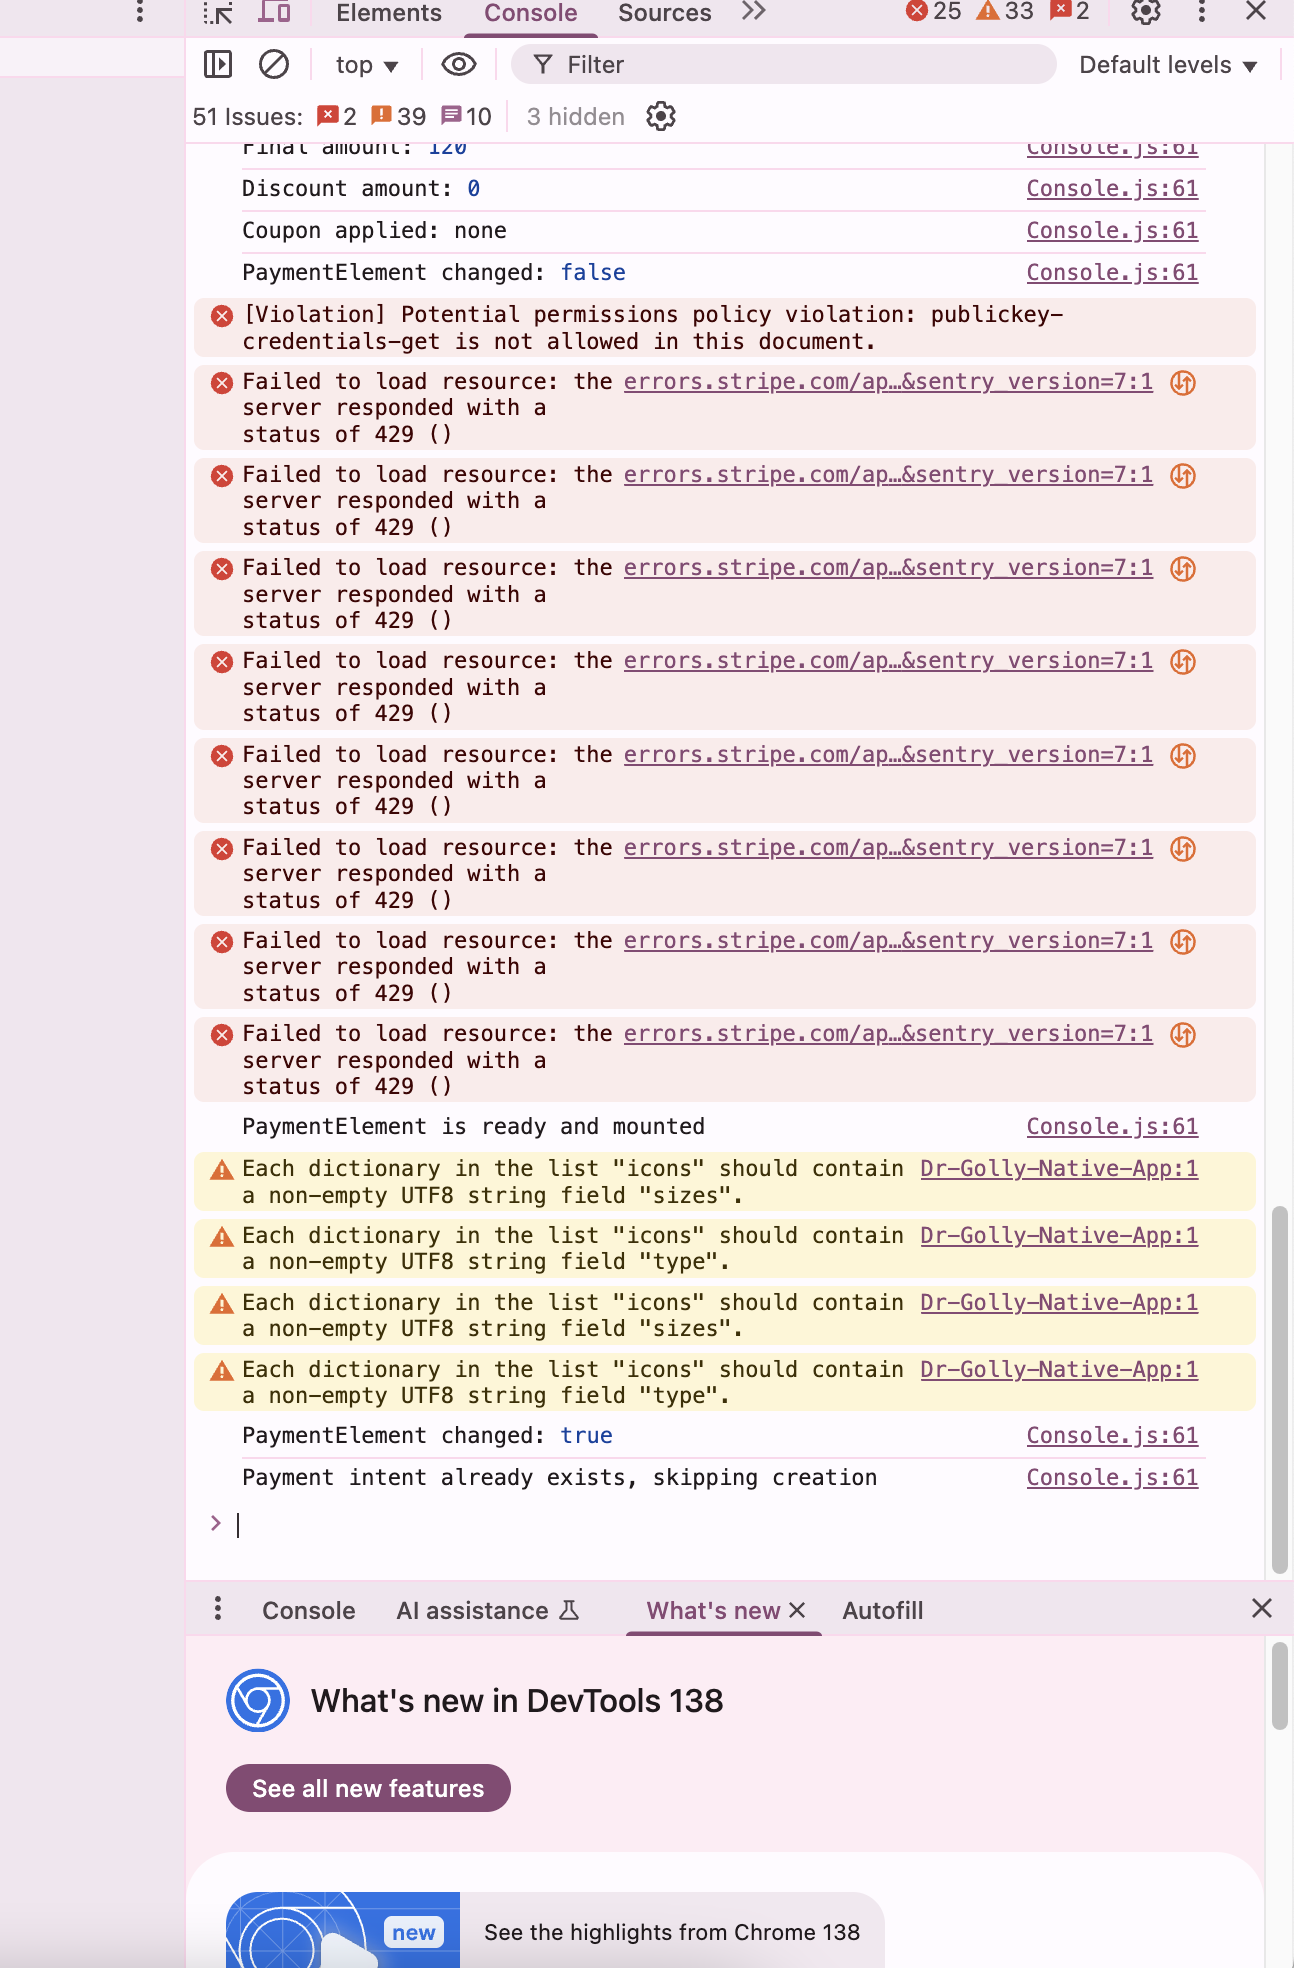 Elements Console Sources 25 33 2
top Filter Default levels
51 Issues: 2 39 10 3 hidden
Final amount: 120 Console.js:61
Discount amount: 0 Console.js:61
Coupon applied: none Console.js:61
PaymentElement changed: false Console.js:61
[Violation] Potential permissions policy violation: publickey-
credentials-get is not allowed in this document.
Failed to load resource: the errors.stripe.com/ap…&sentry_version=7:1
server responded with a
status of 429 ()
Failed to load resource: the errors.stripe.com/ap…&sentry_version=7:1
server responded with a
status of 429 ()
Failed to load resource: the errors.stripe.com/ap…&sentry_version=7:1
server responded with a
status of 429 ()
Failed to load resource: the errors.stripe.com/ap…&sentry_version=7:1
server responded with a
status of 429 ()
Failed to load resource: the errors.stripe.com/ap…&sentry_version=7:1
server responded with a
status of 429 ()
Failed to load resource: the errors.stripe.com/ap…&sentry_version=7:1
server responded with a
status of 429 ()
Failed to load resource: the errors.stripe.com/ap…&sentry_version=7:1
server responded with a
status of 429 ()
Failed to load resource: the errors.stripe.com/ap…&sentry_version=7:1
server responded with a
status of 429 ()
PaymentElement is ready and mounted Console.js:61
Each dictionary in the list "icons" should contain Dr-Golly-Native-App:1
a non-empty UTF8 string field "sizes".
Each dictionary in the list "icons" should contain Dr-Golly-Native-App:1
a non-empty UTF8 string field "type".
Each dictionary in the list "icons" should contain Dr-Golly-Native-App:1
a non-empty UTF8 string field "sizes".
Each dictionary in the list "icons" should contain Dr-Golly-Native-App:1
a non-empty UTF8 string field "type".
PaymentElement changed: true Console.js:61
Payment intent already exists, skipping creation Console.js:61
Console AI assistance What's new Autofill
What's new in DevTools 138
See all new features
new See the highlights from Chrome 138